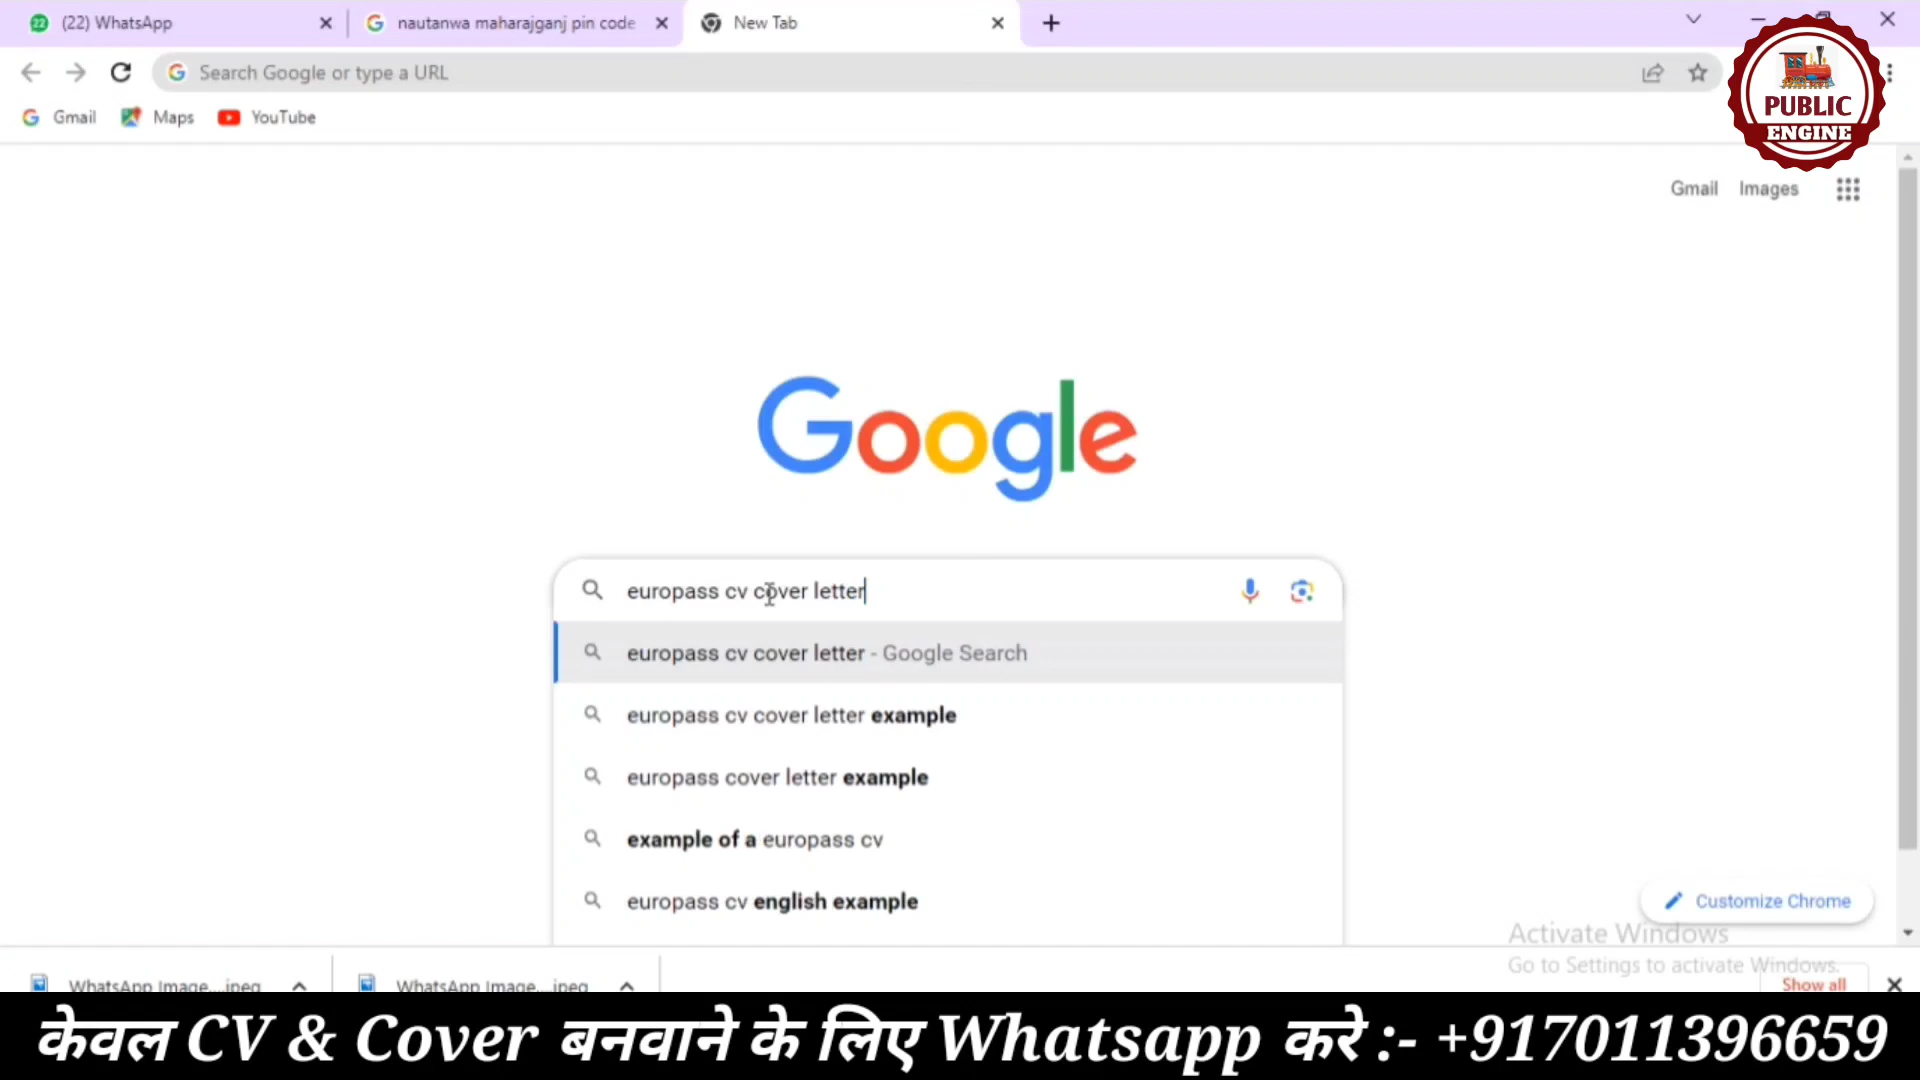 (22) WhatsApp
nautanwa maharajganj pin code
New Tab
Search Google or type a URL
Gmail
Maps
YouTube
PUBLIC
ENGINE
Gmail
Images
Google
europass cv cover letter
europass cv cover letter - Google Search
europass cv cover letter example
europass cover letter example
example of a europass cv
europass cv english example
Customize Chrome
Activate Windows
Go to Settings to activate Windows.
WhatsApp Image....jpeg
WhatsApp Image....jpeg
Show all
केवल CV & Cover बनवाने के लिए Whatsapp करे :- +917011396659